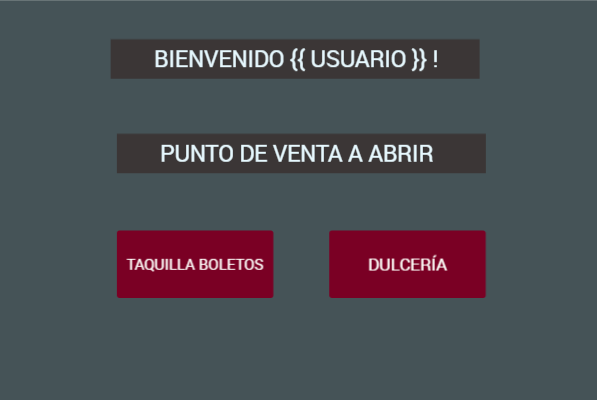 BIENVENIDO {{ USUARIO }} !
PUNTO DE VENTA A ABRIR
TAQUILLA BOLETOS
DULCERÍA